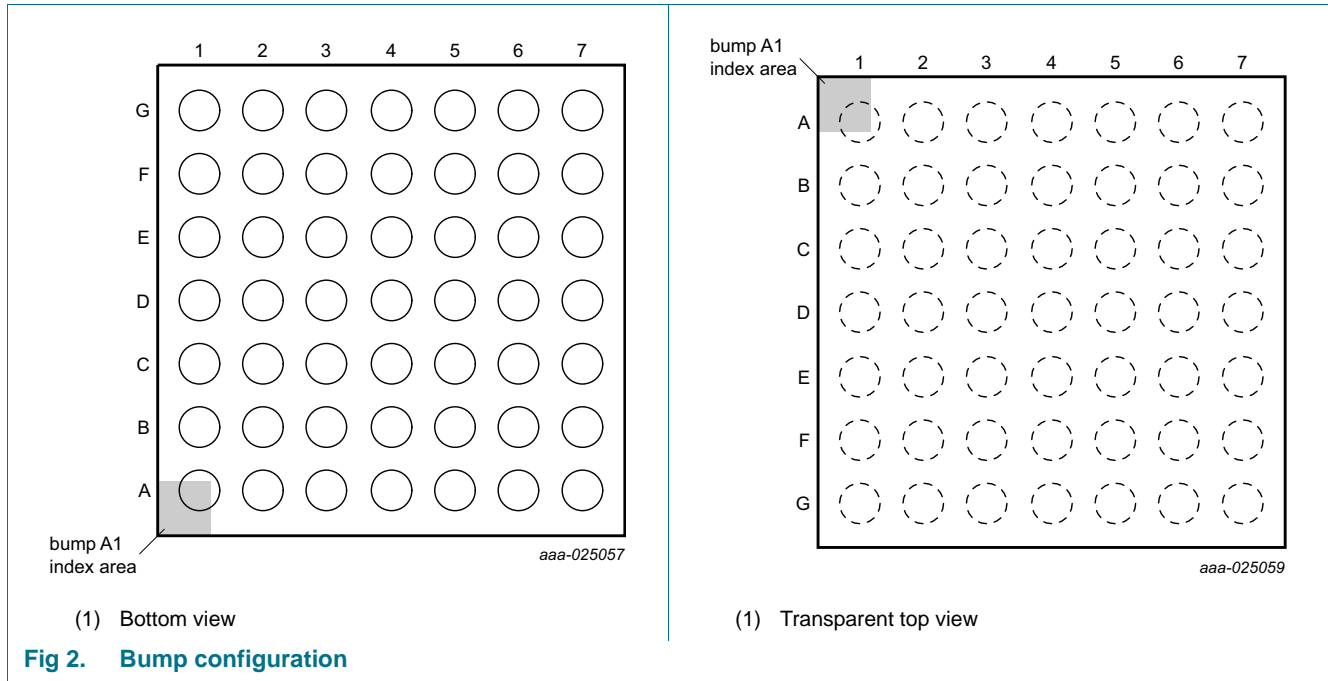 1 2 3 4 5 6 7
G
F
E
D
C
B
A
bump A1
index area
aaa-025057
(1) Bottom view
bump A1
index area
1 2 3 4 5 6 7
A
B
C
D
E
F
G
aaa-025059
(1) Transparent top view
Fig 2. Bump configuration